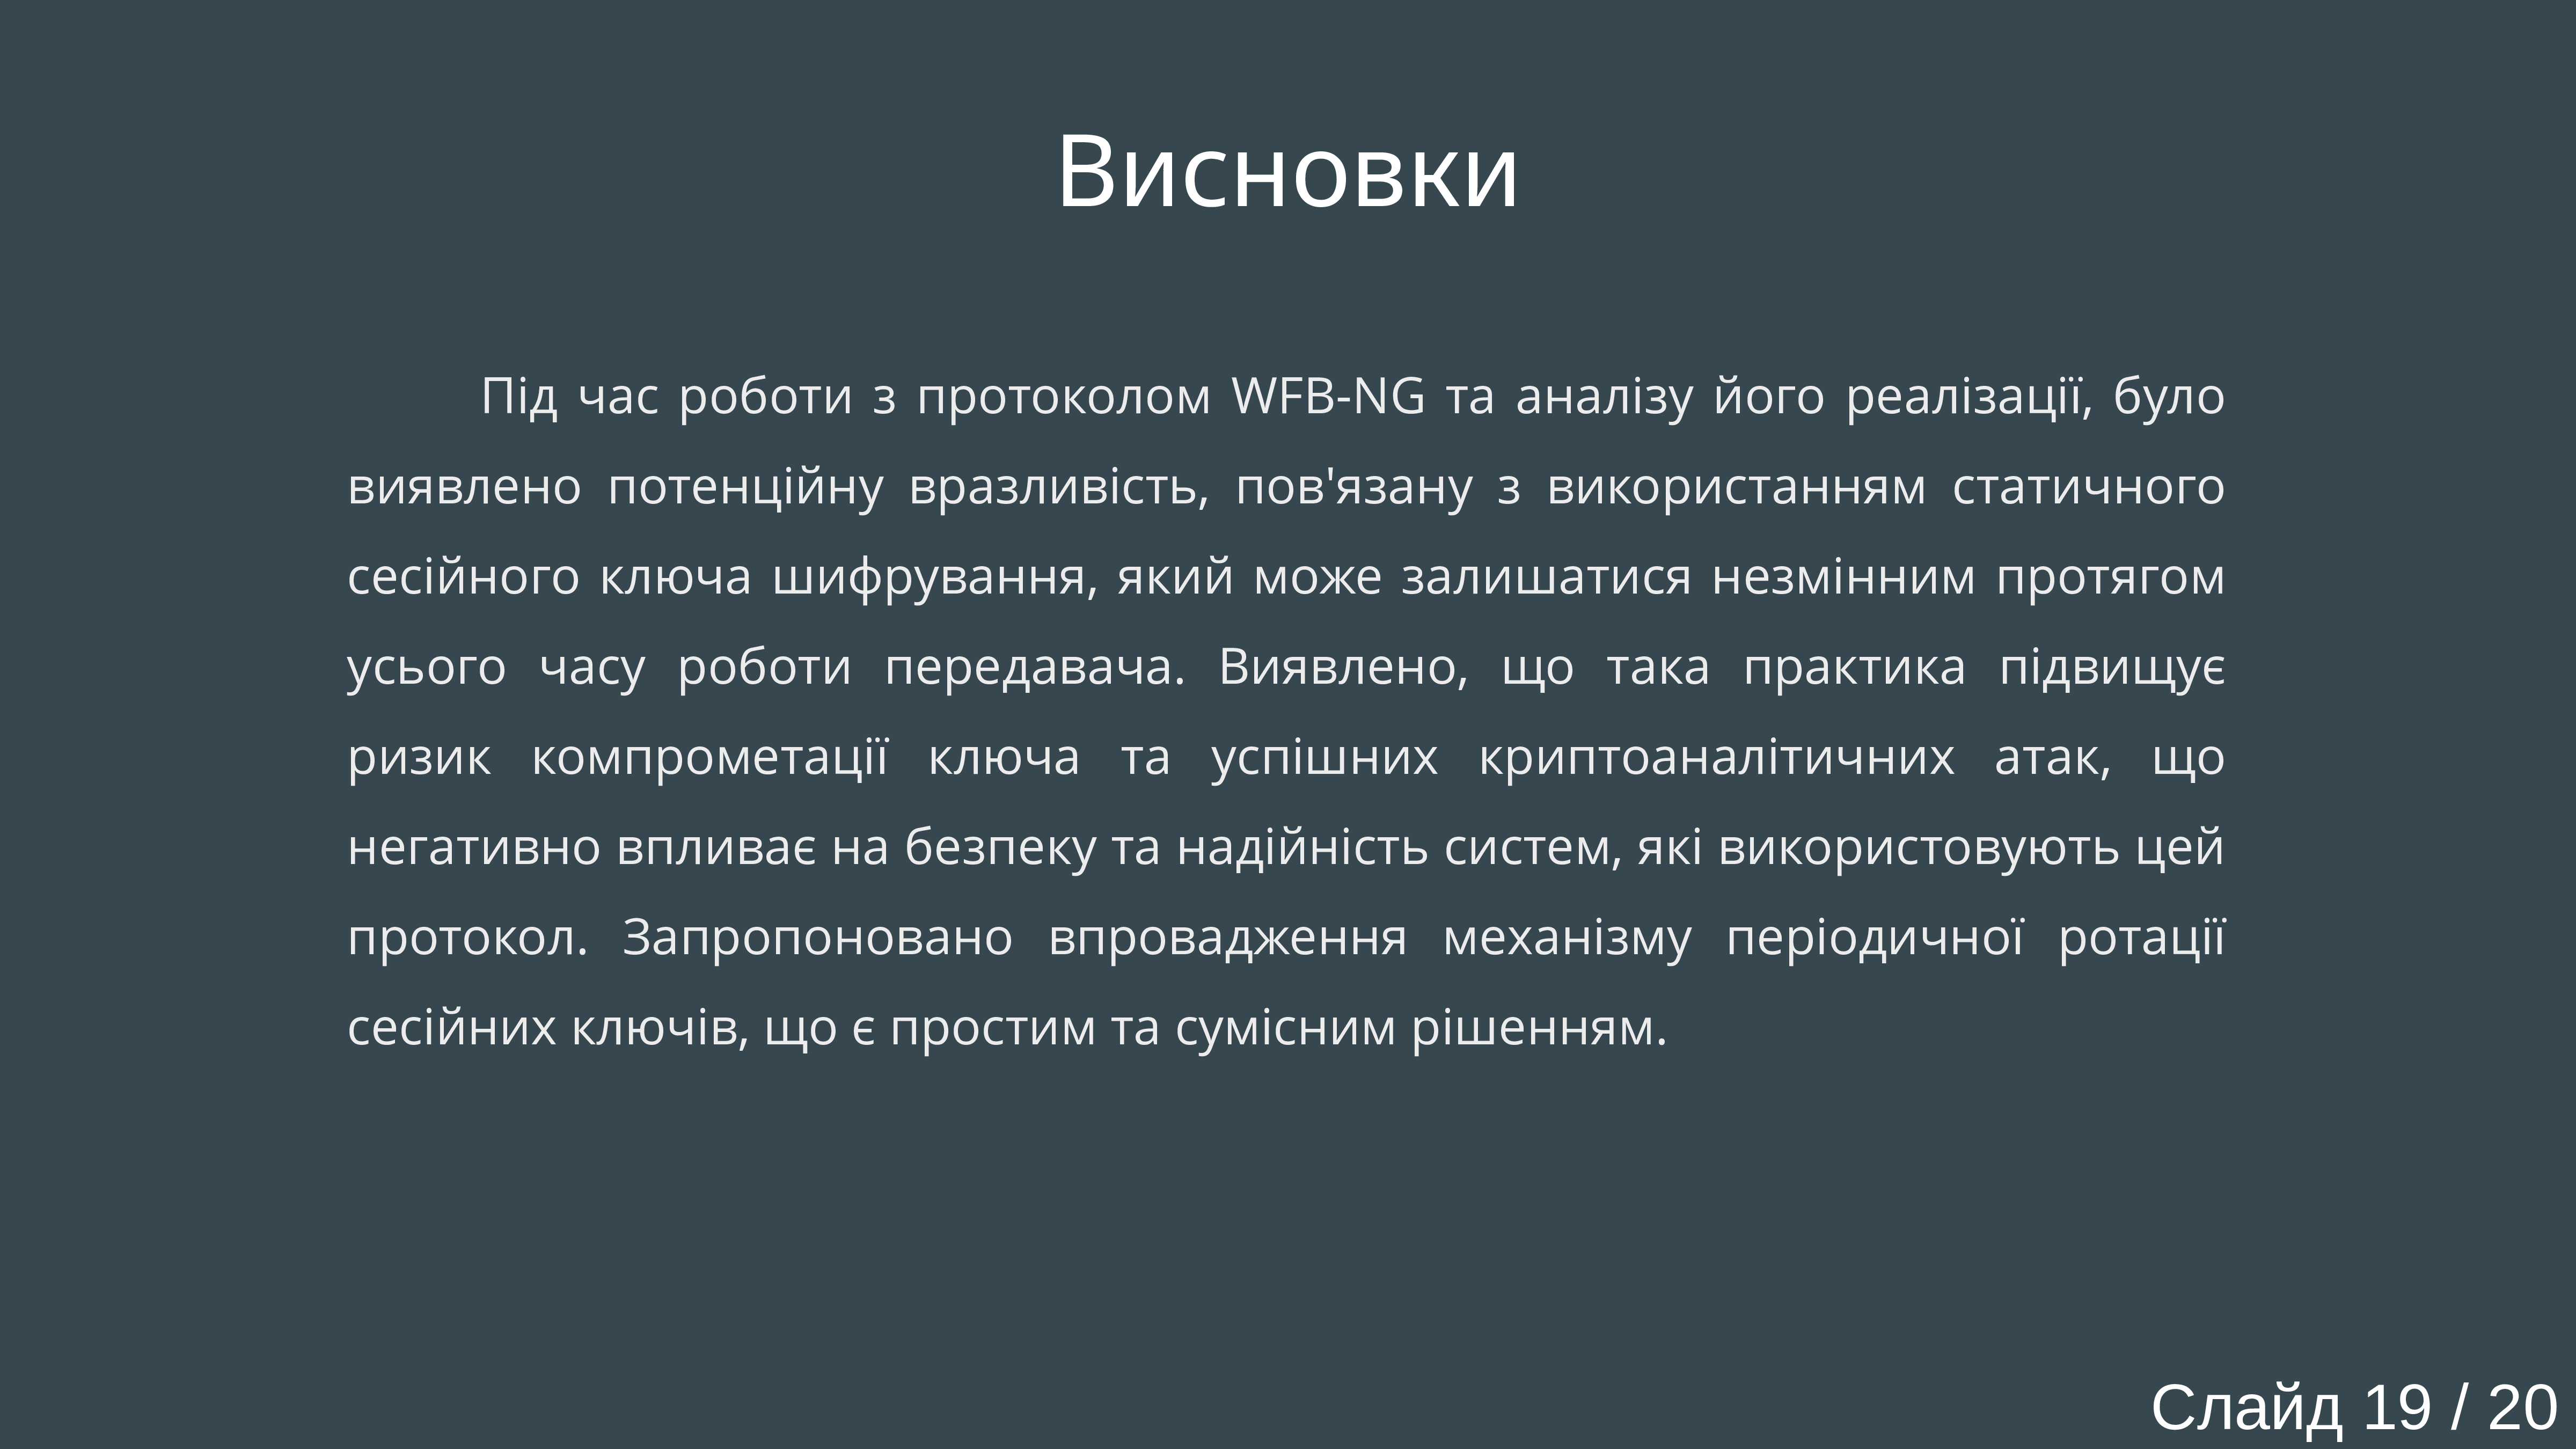 Висновки
Під час роботи з протоколом WFB-NG та аналізу його реалізації, було
виявлено потенційну вразливість, пов'язану з використанням статичного
сесійного ключа шифрування, який може залишатися незмінним протягом
усього часу роботи передавача. Виявлено, що така практика підвищує
ризик компрометації ключа та успішних криптоаналітичних атак, що
негативно впливає на безпеку та надійність систем, які використовують цей
протокол. Запропоновано впровадження механізму періодичної ротації
сесійних ключів, що є простим та сумісним рішенням.
Слайд 19 / 20